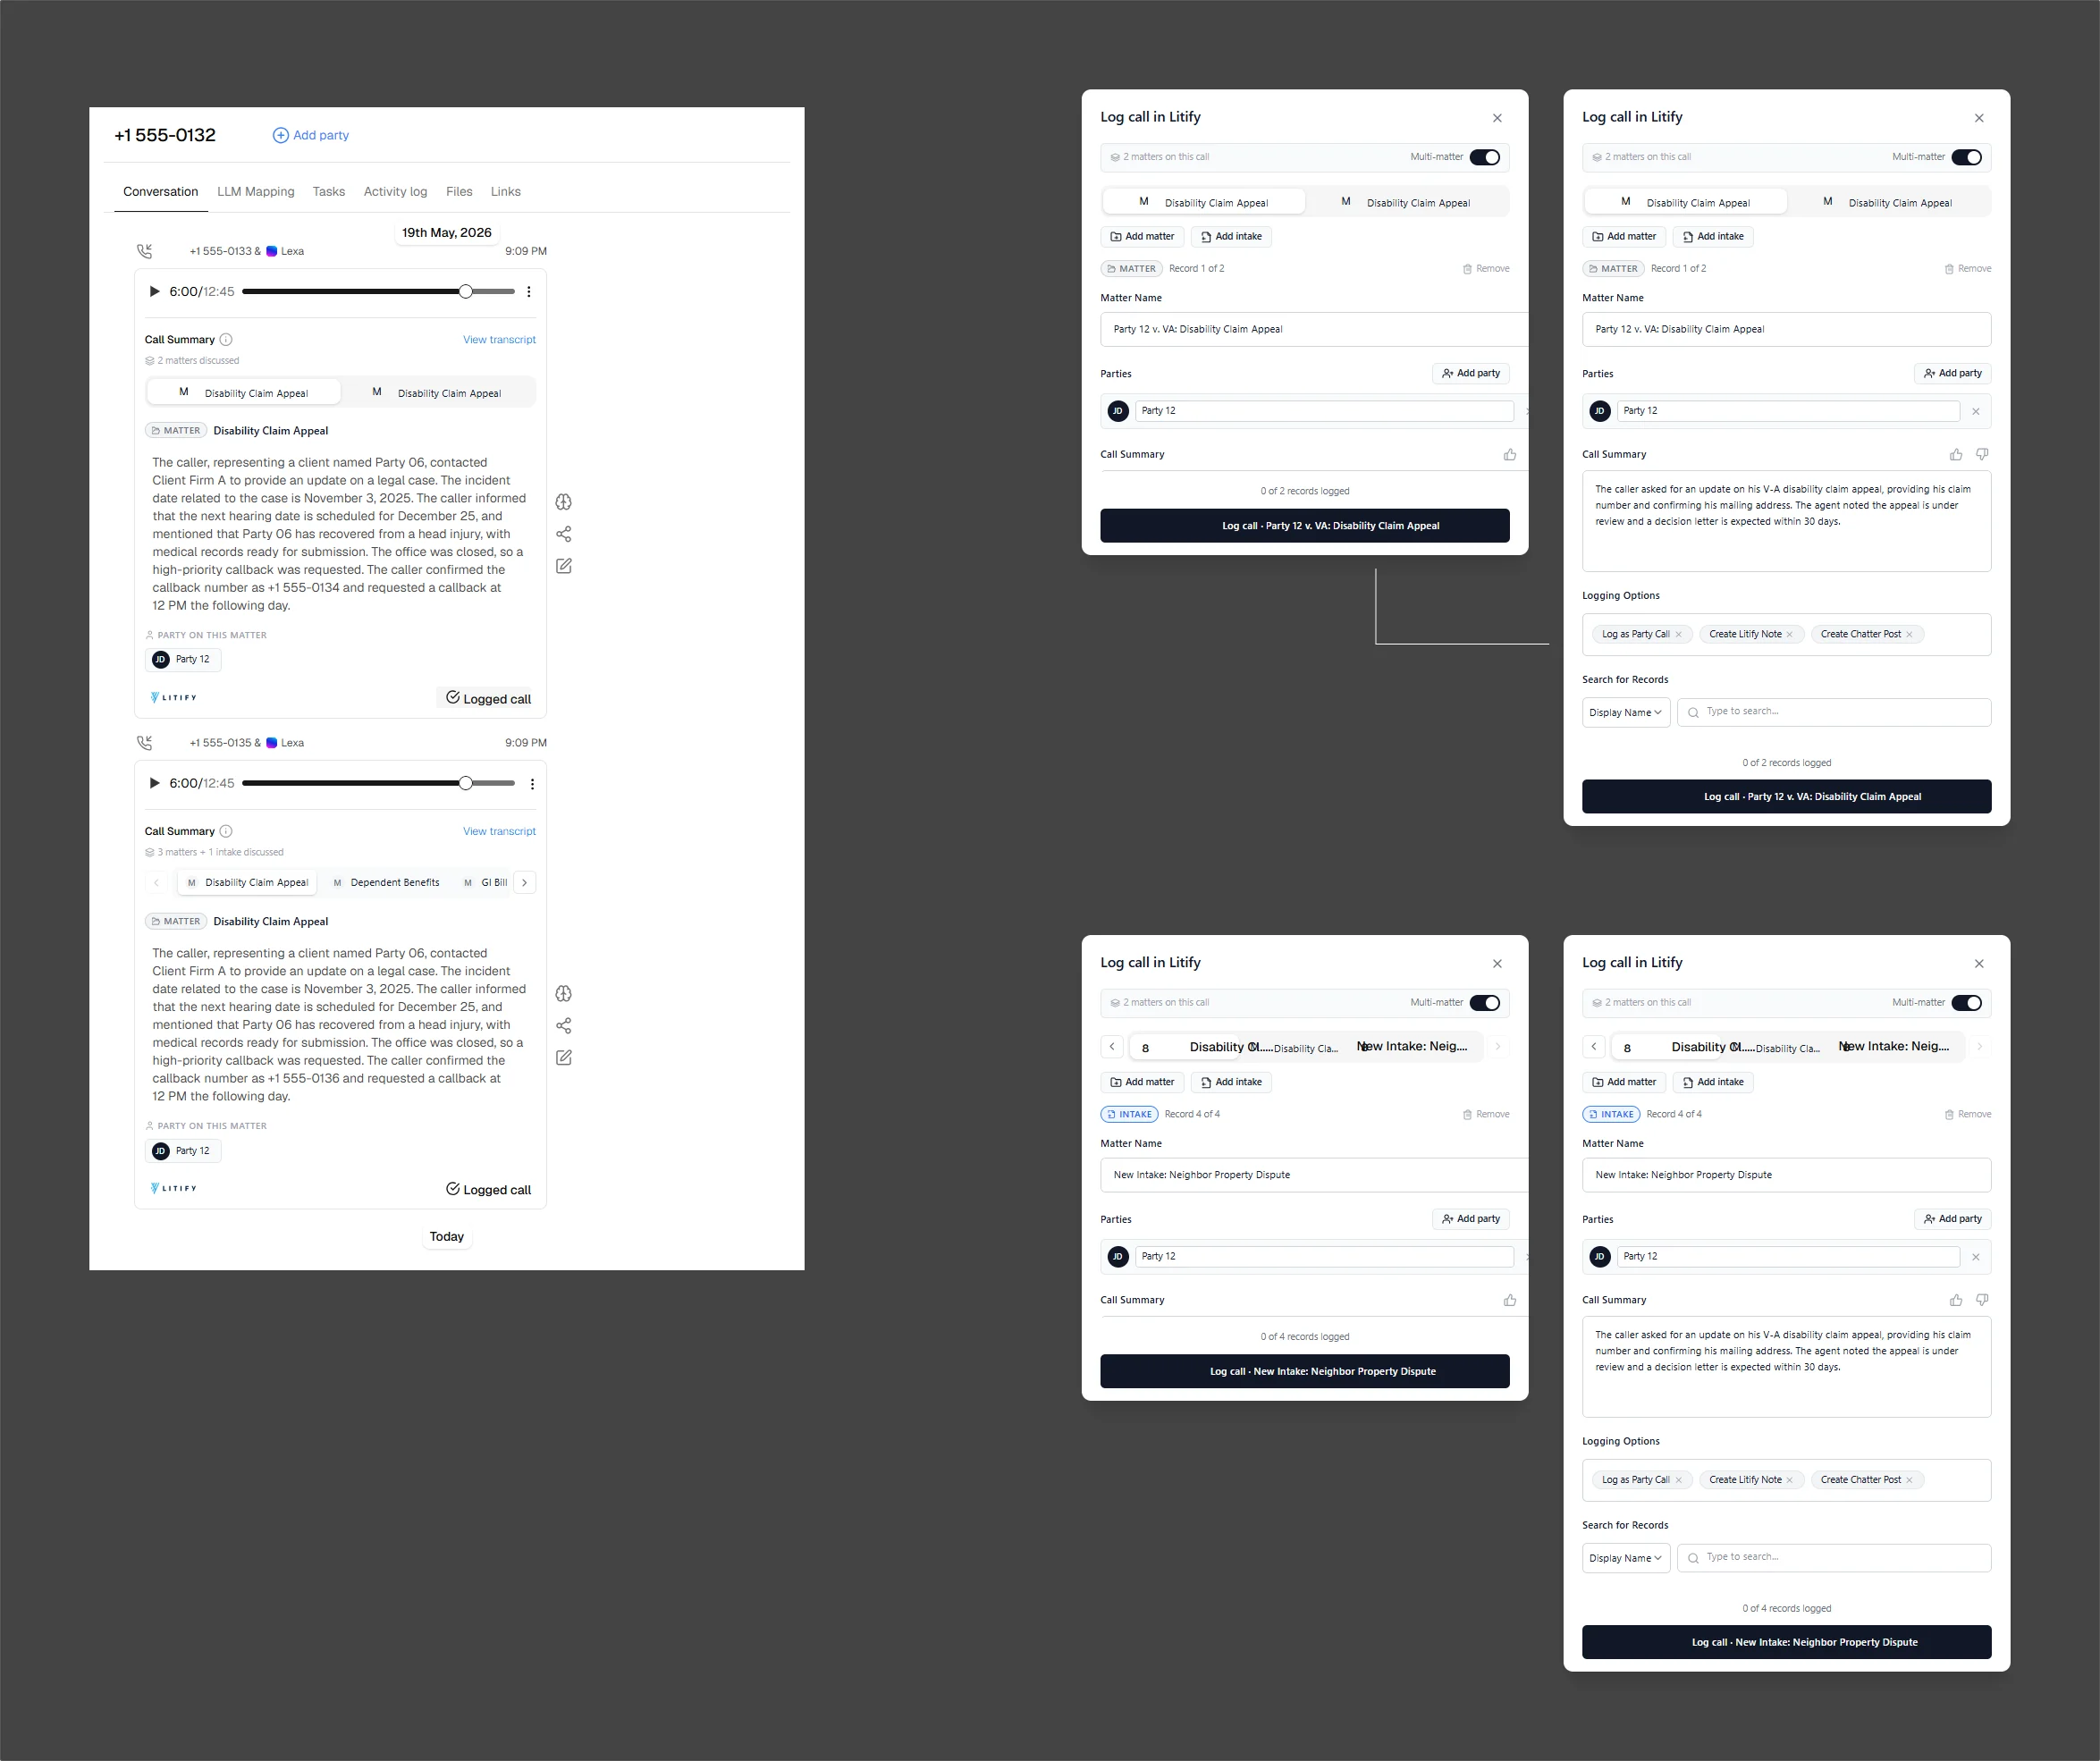 +1 555-0132
Add party
Conversation
LLM Mapping
Tasks
Activity log
Files
Links
19th May, 2026
+1 555-0133 & Lexa
9:09 PM
6:00/12:45
Call Summary
View transcript
2 matters discussed
M Disability Claim Appeal
M Disability Claim Appeal
MATTER Disability Claim Appeal
The caller, representing a client named Party 06, contacted
Client Firm A to provide an update on a legal case. The incident
date related to the case is November 3, 2025. The caller informed
that the next hearing date is scheduled for December 25, and
mentioned that Party 06 has recovered from a head injury, with
medical records ready for submission. The office was closed, so a
high-priority callback was requested. The caller confirmed the
callback number as +1 555-0134 and requested a callback at
12 PM the following day.
PARTY ON THIS MATTER
JD Party 12
LITIFY
Logged call
+1 555-0135 & Lexa
9:09 PM
6:00/12:45
Call Summary
View transcript
3 matters + 1 intake discussed
M Disability Claim Appeal
M Dependent Benefits
M GI Bill
MATTER Disability Claim Appeal
The caller, representing a client named Party 06, contacted
Client Firm A to provide an update on a legal case. The incident
date related to the case is November 3, 2025. The caller informed
that the next hearing date is scheduled for December 25, and
mentioned that Party 06 has recovered from a head injury, with
medical records ready for submission. The office was closed, so a
high-priority callback was requested. The caller confirmed the
callback number as +1 555-0136 and requested a callback at
12 PM the following day.
PARTY ON THIS MATTER
JD Party 12
LITIFY
Logged call
Today
Log call in Litify
2 matters on this call
Multi-matter
M Disability Claim Appeal
M Disability Claim Appeal
Add matter
Add intake
MATTER Record 1 of 2
Remove
Matter Name
Party 12 v. VA: Disability Claim Appeal
Parties
Add party
JD Party 12
Call Summary
0 of 2 records logged
Log call · Party 12 v. VA: Disability Claim Appeal
Log call in Litify
2 matters on this call
Multi-matter
M Disability Claim Appeal
M Disability Claim Appeal
Add matter
Add intake
MATTER Record 1 of 2
Remove
Matter Name
Party 12 v. VA: Disability Claim Appeal
Parties
Add party
JD Party 12
Call Summary
The caller asked for an update on his V-A disability claim appeal, providing his claim
number and confirming his mailing address. The agent noted the appeal is under
review and a decision letter is expected within 30 days.
Logging Options
Log as Party Call
Create Litify Note
Create Chatter Post
Search for Records
Display Name
Type to search...
0 of 2 records logged
Log call · Party 12 v. VA: Disability Claim Appeal
Log call in Litify
2 matters on this call
Multi-matter
8 Disability
Disability Cla...
New Intake: Neig....
Add matter
Add intake
INTAKE Record 4 of 4
Remove
Matter Name
New Intake: Neighbor Property Dispute
Parties
Add party
JD Party 12
Call Summary
0 of 4 records logged
Log call · New Intake: Neighbor Property Dispute
Log call in Litify
2 matters on this call
Multi-matter
8 Disability
Disability Cla...
New Intake: Neig....
Add matter
Add intake
INTAKE Record 4 of 4
Remove
Matter Name
New Intake: Neighbor Property Dispute
Parties
Add party
JD Party 12
Call Summary
The caller asked for an update on his V-A disability claim appeal, providing his claim
number and confirming his mailing address. The agent noted the appeal is under
review and a decision letter is expected within 30 days.
Logging Options
Log as Party Call
Create Litify Note
Create Chatter Post
Search for Records
Display Name
Type to search...
0 of 4 records logged
Log call · New Intake: Neighbor Property Dispute